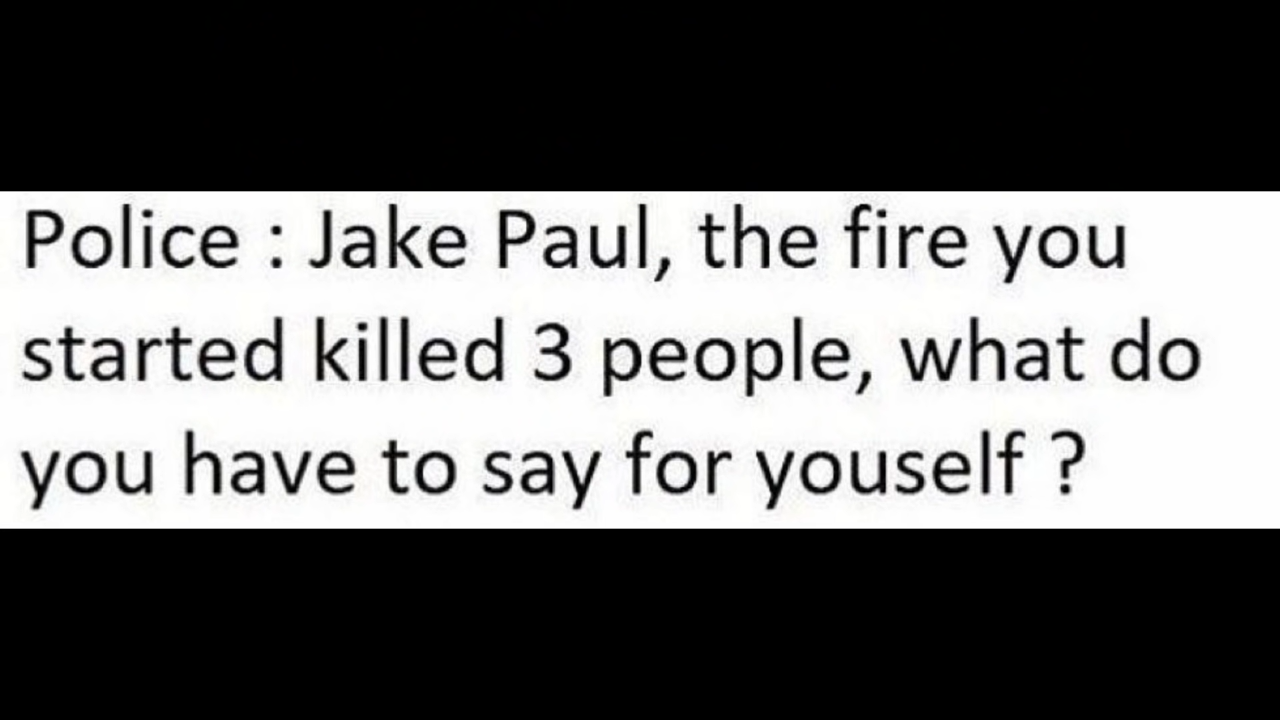 Police : Jake Paul, the fire you
started killed 3 people, what do
you have to say for youself ?